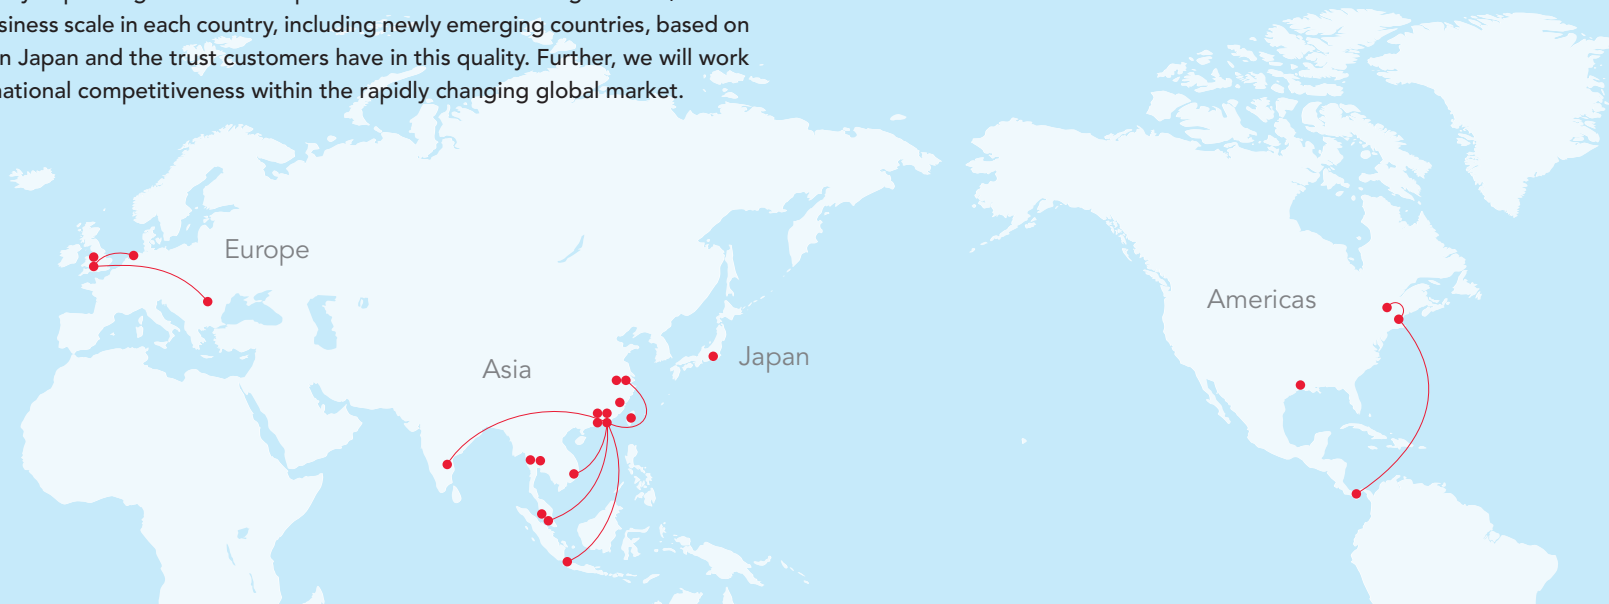 siness scale in each country, including newly emerging countries, based on
n Japan and the trust customers have in this quality. Further, we will work
national competitiveness within the rapidly changing global market.
Europe
Americas
Japan
Asia